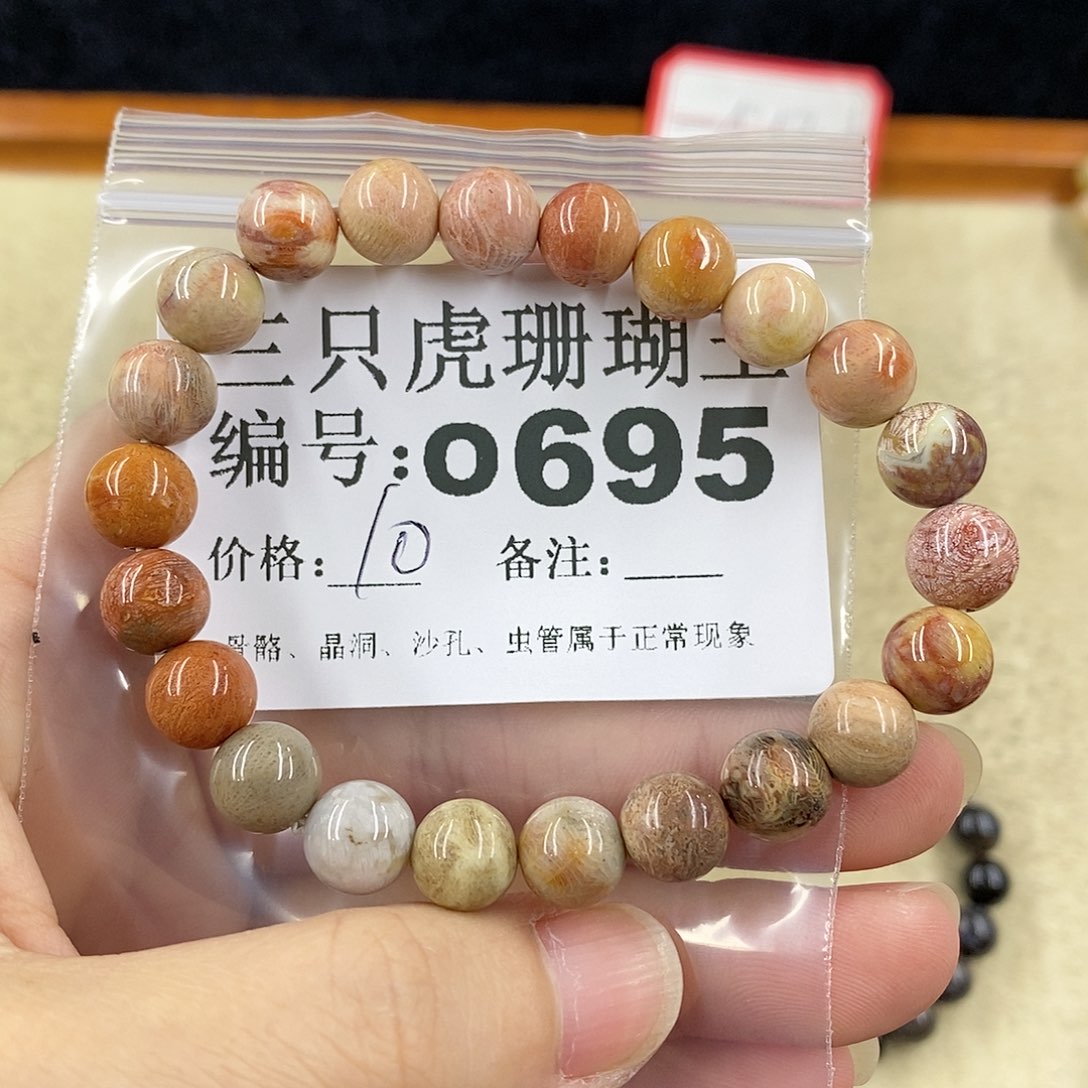 三只虎珊瑚玉
编号:0695
价格:10 备注:____
骨骼、晶洞、沙孔、虫管属于正常现象